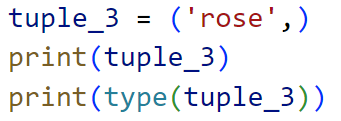 tuple_3 = ('rose',)
print(tuple_3)
print(type(tuple_3))